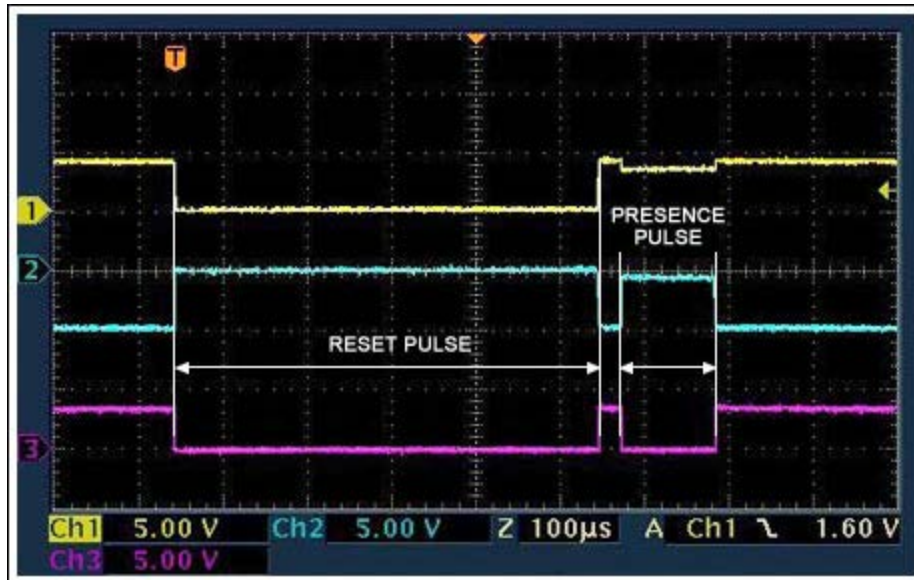 T
1
PRESENCE
PULSE
2
RESET PULSE
3
Ch1 5.00 V Ch2 5.00 V Z 100µs A Ch1 1.60 V
Ch3 5.00 V